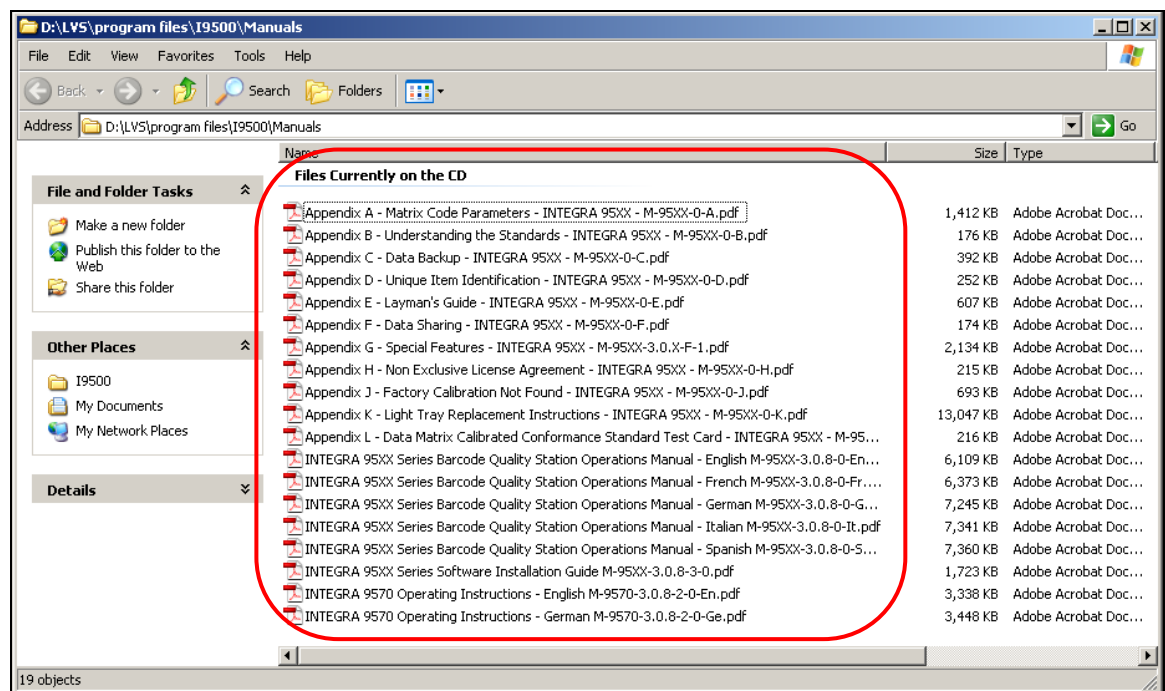 D:\LVS\program files\I9500\Manuals
File Edit View Favorites Tools Help
Back Search Folders
Address D:\LVS\program files\I9500\Manuals Go
Name Size Type
Files Currently on the CD
File and Folder Tasks
Make a new folder
Publish this folder to the
Web
Share this folder
Other Places
I9500
My Documents
My Network Places
Details
Appendix A - Matrix Code Parameters - INTEGRA 95XX - M-95XX-0-A.pdf 1,412 KB Adobe Acrobat Doc...
Appendix B - Understanding the Standards - INTEGRA 95XX - M-95XX-0-B.pdf 176 KB Adobe Acrobat Doc...
Appendix C - Data Backup - INTEGRA 95XX - M-95XX-0-C.pdf 392 KB Adobe Acrobat Doc...
Appendix D - Unique Item Identification - INTEGRA 95XX - M-95XX-0-D.pdf 252 KB Adobe Acrobat Doc...
Appendix E - Layman's Guide - INTEGRA 95XX - M-95XX-0-E.pdf 607 KB Adobe Acrobat Doc...
Appendix F - Data Sharing - INTEGRA 95XX - M-95XX-0-F.pdf 174 KB Adobe Acrobat Doc...
Appendix G - Special Features - INTEGRA 95XX - M-95XX-3.0.X-F-1.pdf 2,134 KB Adobe Acrobat Doc...
Appendix H - Non Exclusive License Agreement - INTEGRA 95XX - M-95XX-0-H.pdf 215 KB Adobe Acrobat Doc...
Appendix J - Factory Calibration Not Found - INTEGRA 95XX - M-95XX-0-J.pdf 693 KB Adobe Acrobat Doc...
Appendix K - Light Tray Replacement Instructions - INTEGRA 95XX - M-95XX-0-K.pdf 13,047 KB Adobe Acrobat Doc...
Appendix L - Data Matrix Calibrated Conformance Standard Test Card - INTEGRA 95XX - M-95... 216 KB Adobe Acrobat Doc...
INTEGRA 95XX Series Barcode Quality Station Operations Manual - English M-95XX-3.0.8-0-En... 6,109 KB Adobe Acrobat Doc...
INTEGRA 95XX Series Barcode Quality Station Operations Manual - French M-95XX-3.0.8-0-Fr.... 6,373 KB Adobe Acrobat Doc...
INTEGRA 95XX Series Barcode Quality Station Operations Manual - German M-95XX-3.0.8-0-G... 7,245 KB Adobe Acrobat Doc...
INTEGRA 95XX Series Barcode Quality Station Operations Manual - Italian M-95XX-3.0.8-0-It.pdf 7,341 KB Adobe Acrobat Doc...
INTEGRA 95XX Series Barcode Quality Station Operations Manual - Spanish M-95XX-3.0.8-0-S... 7,360 KB Adobe Acrobat Doc...
INTEGRA 95XX Series Software Installation Guide M-95XX-3.0.8-3-0.pdf 1,723 KB Adobe Acrobat Doc...
INTEGRA 9570 Operating Instructions - English M-9570-3.0.8-2-0-En.pdf 3,338 KB Adobe Acrobat Doc...
INTEGRA 9570 Operating Instructions - German M-9570-3.0.8-2-0-Ge.pdf 3,448 KB Adobe Acrobat Doc...
19 objects